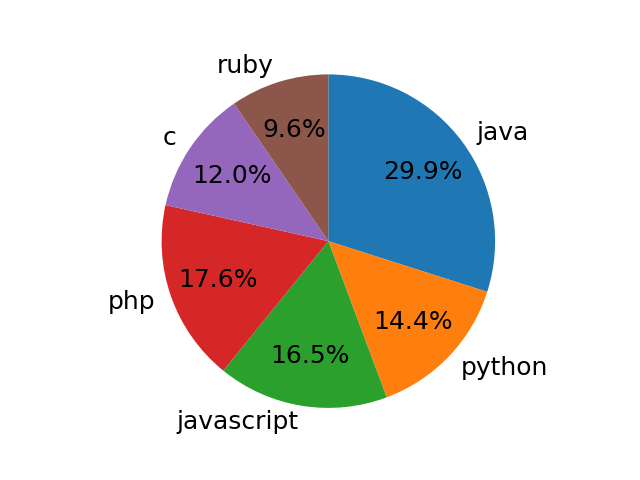 ruby
java
c
9.6%
29.9%
12.0%
17.6%
php
14.4%
16.5%
python
javascript